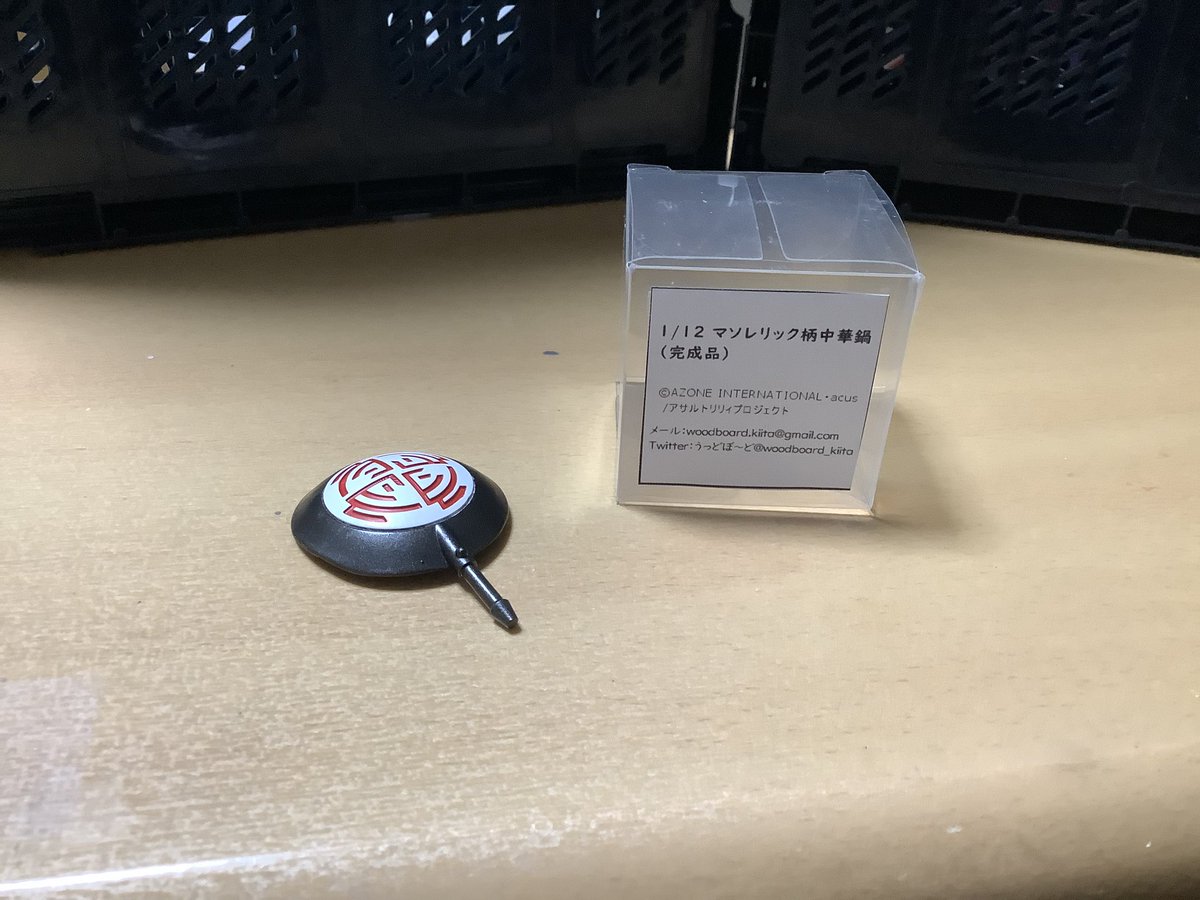 1/12 マソレリック柄中華鍋
(完成品)
©AZONE INTERNATIONAL・acus
/アサルトリリィプロジェクト
メール:woodboard.kiita@gmail.com
Twitter:うっどぼ〜ど@woodboard_kiita